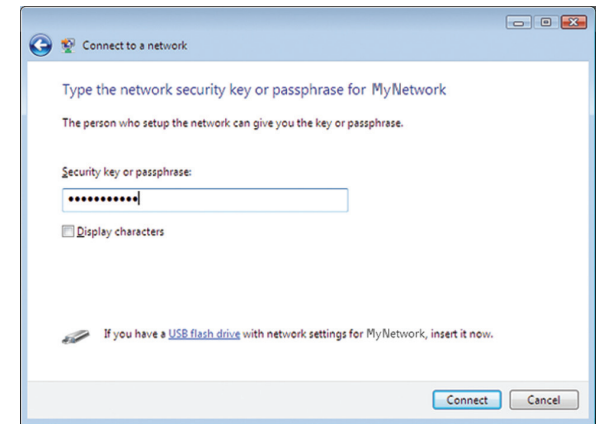 Connect to a network
Type the network security key or passphrase for MyNetwork
The person who setup the network can give you the key or passphrase.
Security key or passphrase:
•••••••••••
Display characters
If you have a USB flash drive with network settings for MyNetwork, insert it now.
Connect Cancel